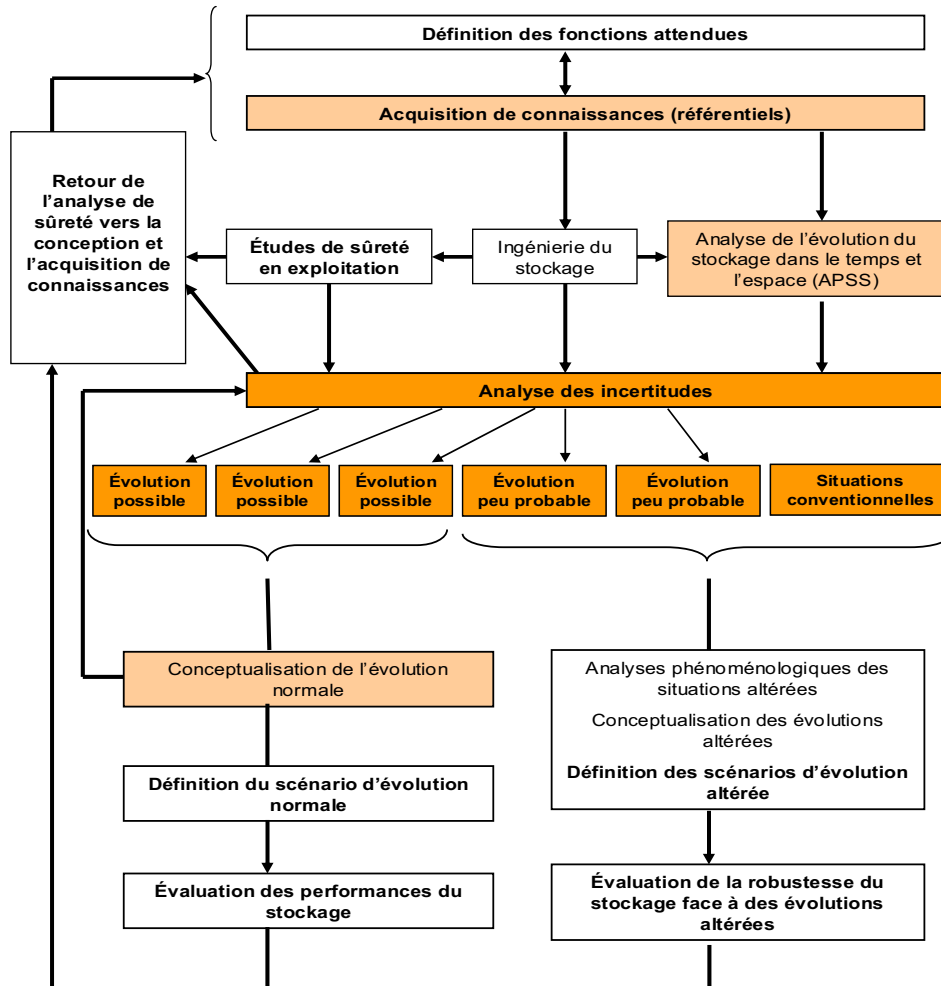 Définition des fonctions attendues
Acquisition de connaissances (référentiels)
Retour de
l'analyse de
sûreté vers la
conception et
l'acquisition de
connaissances
Études de sûreté
en exploitation
Ingénierie du
stockage
Analyse de l'évolution du
stockage dans le temps et
l'espace (APSS)
Analyse des incertitudes
Évolution
possible
Évolution
possible
Évolution
possible
Évolution
peu probable
Évolution
peu probable
Situations
conventionnelles
Conceptualisation de l'évolution
normale
Analyses phénoménologiques des
situations altérées
Conceptualisation des évolutions
altérées
Définition des scénarios d'évolution
altérée
Définition du scénario d'évolution
normale
Évaluation des performances du
stockage
Évaluation de la robustesse du
stockage face à des évolutions
altérées